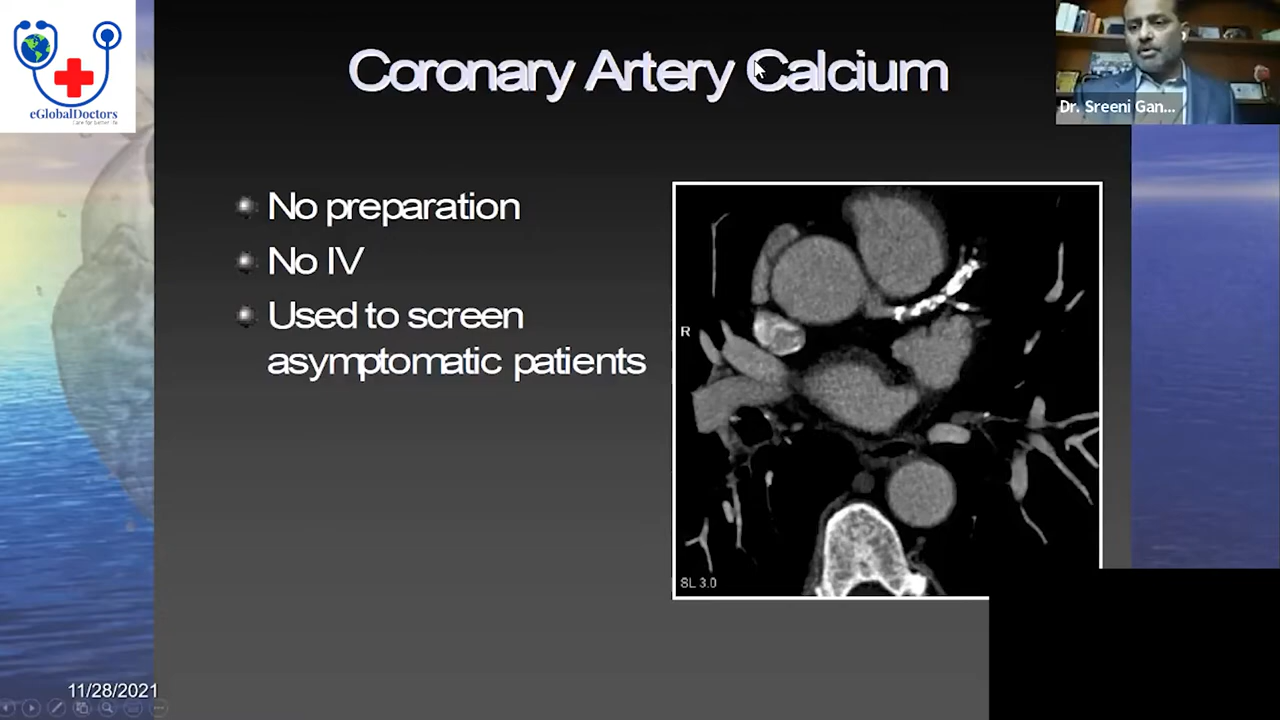 Coronary Artery Calcium
eGlobalDoctors
Dr. Sreeni Gan...
No preparation
No IV
Used to screen
asymptomatic patients
R
SL 3.0
11/28/2021